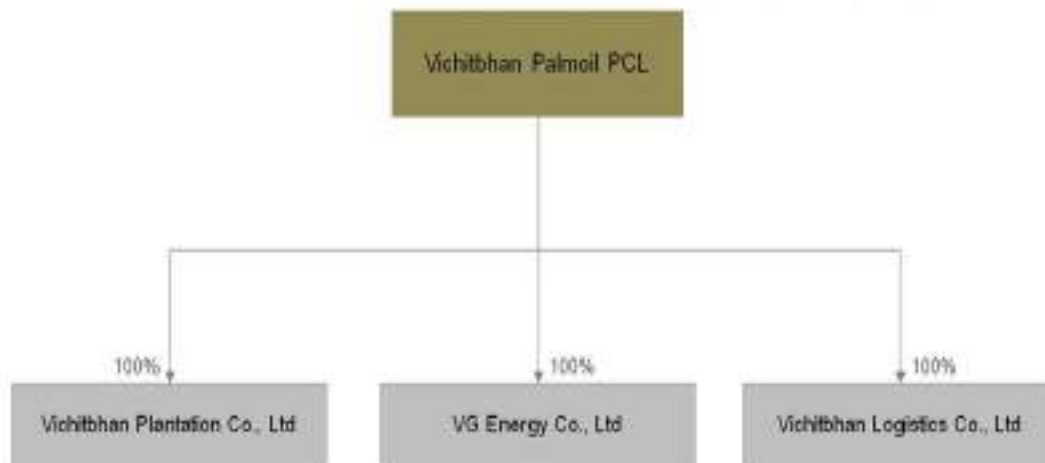 Vichitbhan Palmoil PCL
100%
100%
100%
Vichitbhan Plantation Co., Ltd
VG Energy Co., Ltd
Vichitbhan Logistics Co., Ltd